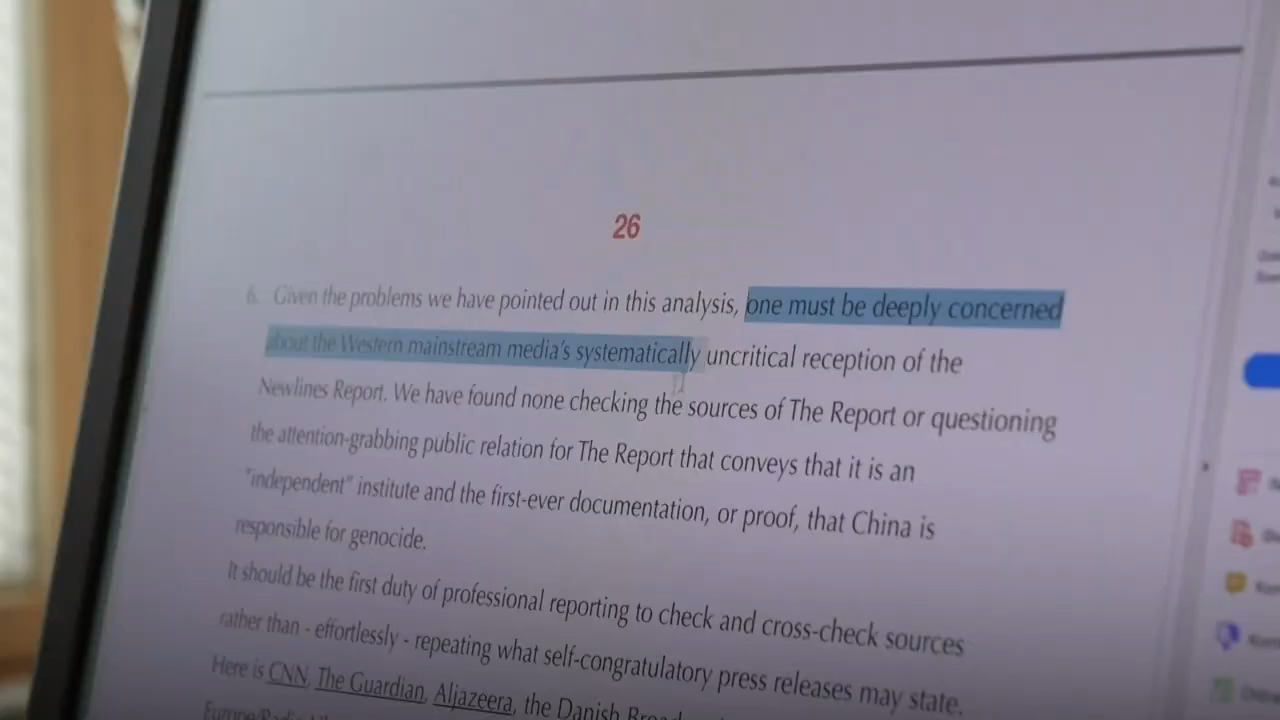 26
6. Given the problems we have pointed out in this analysis, one must be deeply concerned
about the Western mainstream media's systematically uncritical reception of the
Newlines Report. We have found none checking the sources of The Report or questioning
the attention-grabbing public relation for The Report that conveys that it is an
"independent" institute and the first-ever documentation, or proof, that China is
responsible for genocide.
It should be the first duty of professional reporting to check and cross-check sources
rather than - effortlessly - repeating what self-congratulatory press releases may state.
Here is CNN, The Guardian, Aljazeera, the Danish